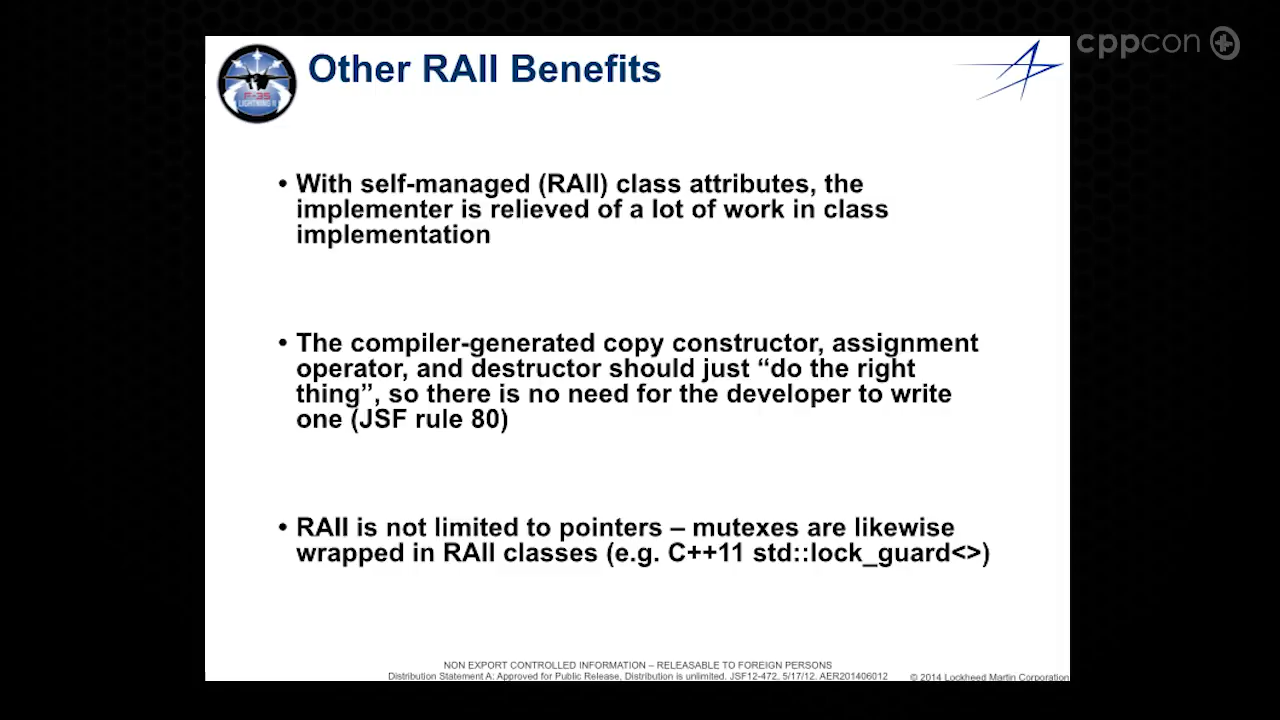 cppcon
Other RAII Benefits
F-35
LIGHTNING II
• With self-managed (RAII) class attributes, the
implementer is relieved of a lot of work in class
implementation
• The compiler-generated copy constructor, assignment
operator, and destructor should just “do the right
thing”, so there is no need for the developer to write
one (JSF rule 80)
• RAII is not limited to pointers – mutexes are likewise
wrapped in RAII classes (e.g. C++11 std::lock_guard<>)
NON EXPORT CONTROLLED INFORMATION – RELEASABLE TO FOREIGN PERSONS
Distribution Statement A: Approved for Public Release, Distribution is unlimited. JSF12-472, 5/17/12, AER201406012
© 2014 Lockheed Martin Corporation